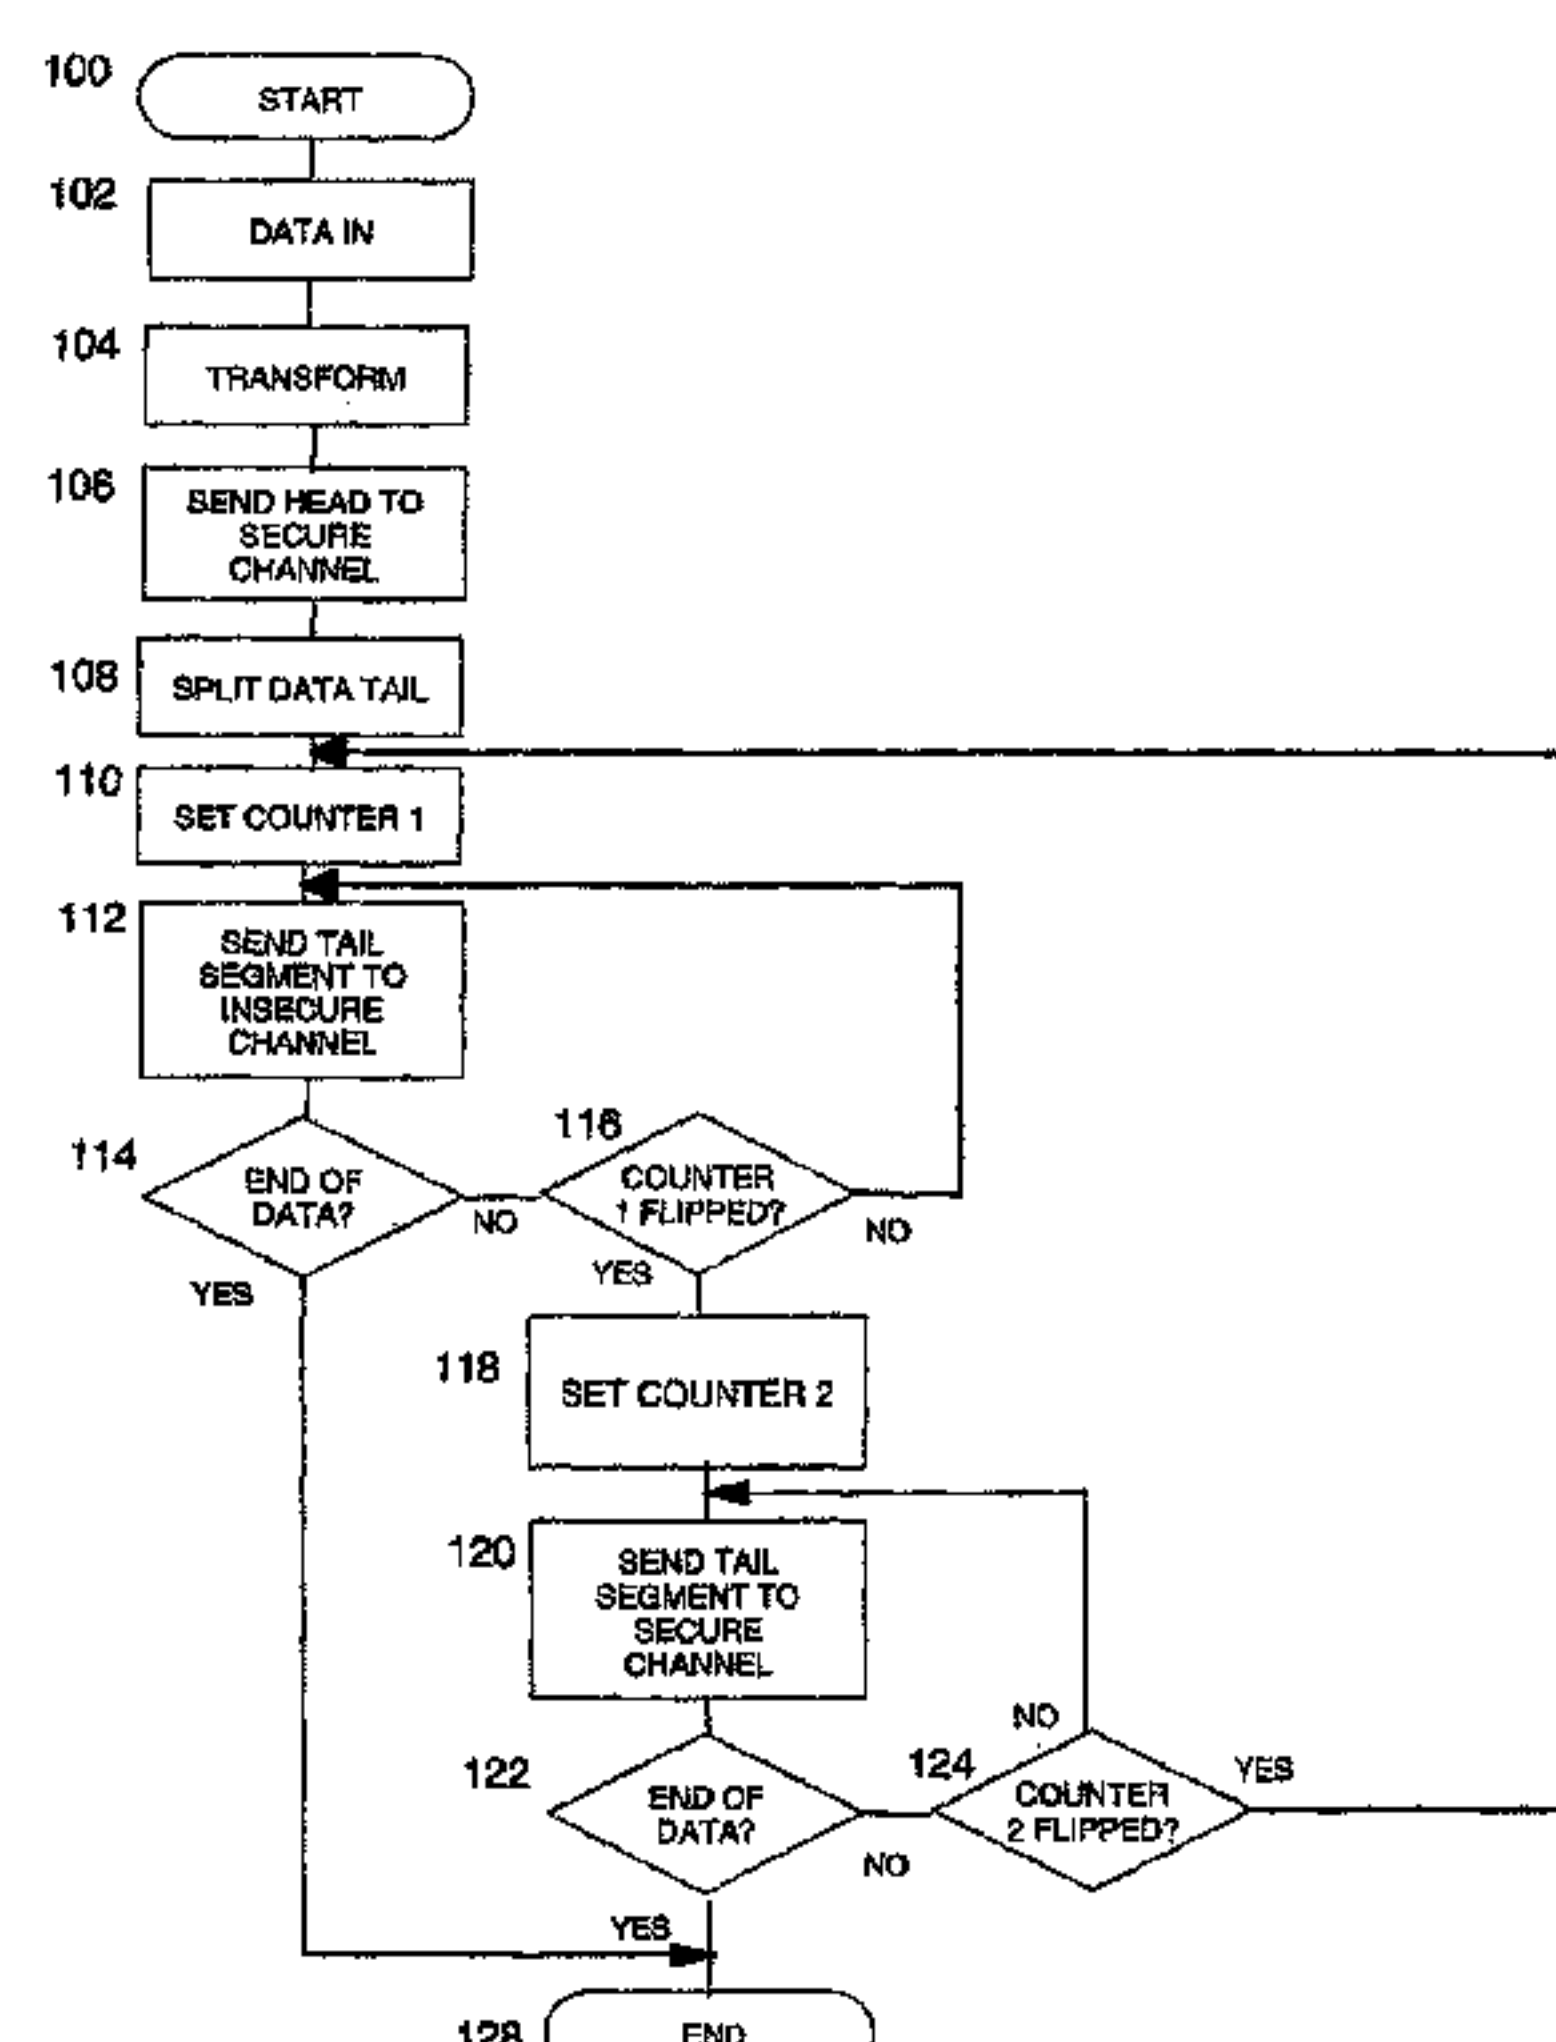 100
START
102
DATA IN
104
TRANSFORM
106
SEND HEAD TO
SECURE
CHANNEL
108
SPLIT DATA TAIL
110
SET COUNTER 1
112
SEND TAIL
SEGMENT TO
INSECURE
CHANNEL
114
END OF
DATA?
NO
YES
116
COUNTER
1 FLIPPED?
NO
YES
118
SET COUNTER 2
120
SEND TAIL
SEGMENT TO
SECURE
CHANNEL
122
END OF
DATA?
NO
YES
124
COUNTER
2 FLIPPED?
NO
YES
128
END